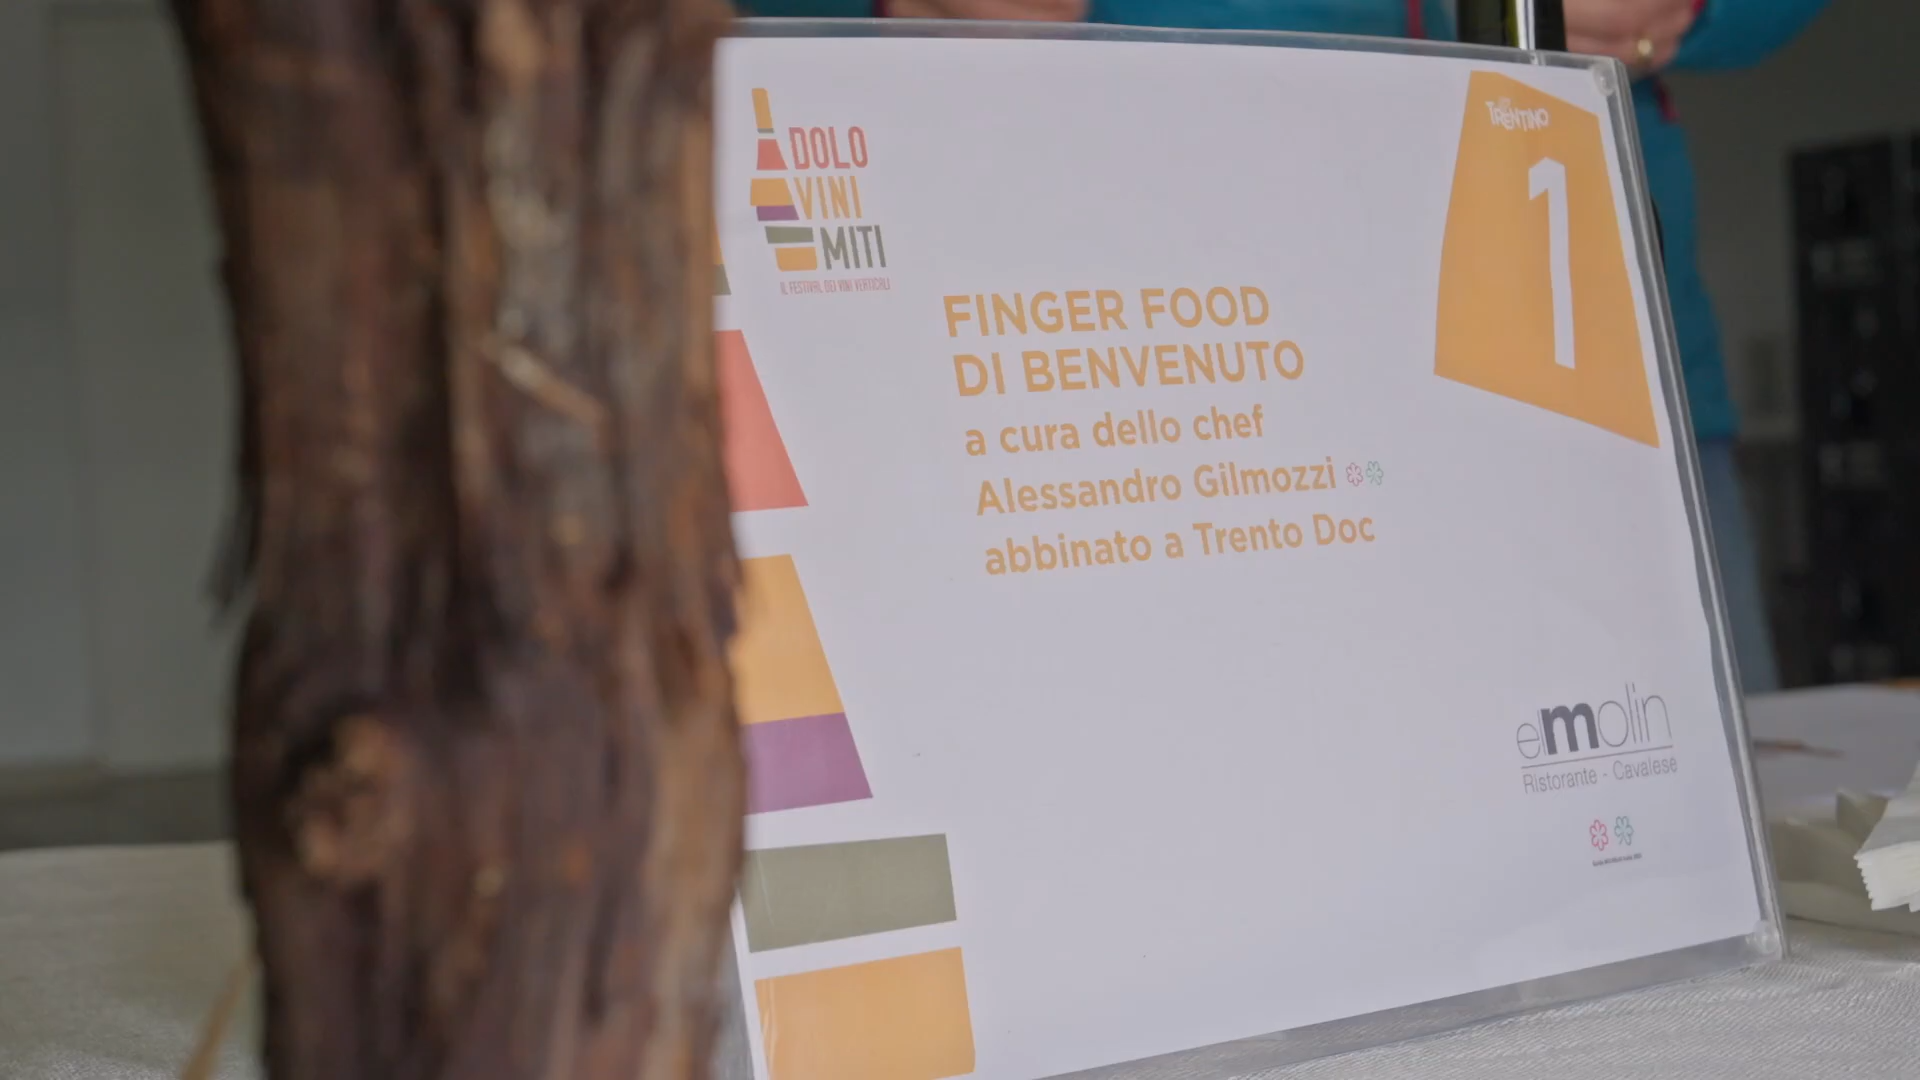 DOLO
VINI
MITI
IL FESTIVAL DEI VINI VERTICALI
TRENTINO
1
FINGER FOOD
DI BENVENUTO
a cura dello chef
Alessandro Gilmozzi
abbinato a Trento Doc
elmolin
Ristorante - Cavalese